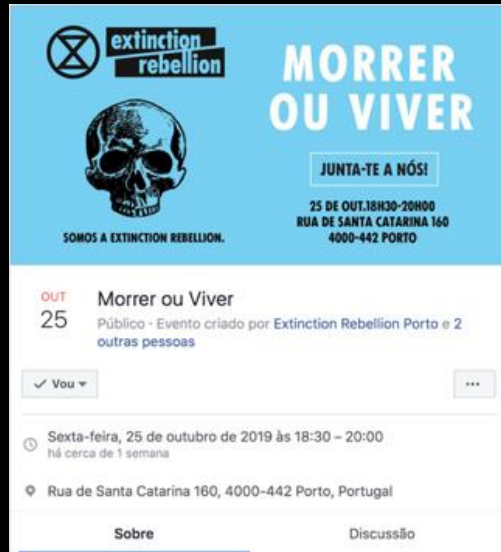 extinction
rebellion
MORRER
OU VIVER
JUNTA-TE A NÓS!
25 DE OUT.18H30-20H00
RUA DE SANTA CATARINA 160
4000-442 PORTO
SOMOS A EXTINCTION REBELLION.
OUT
25
Morrer ou Viver
Público · Evento criado por Extinction Rebellion Porto e 2
outras pessoas
✓ Vou ▾
...
Sexta-feira, 25 de outubro de 2019 às 18:30 – 20:00
há cerca de 1 semana
Rua de Santa Catarina 160, 4000-442 Porto, Portugal
Sobre
Discussão